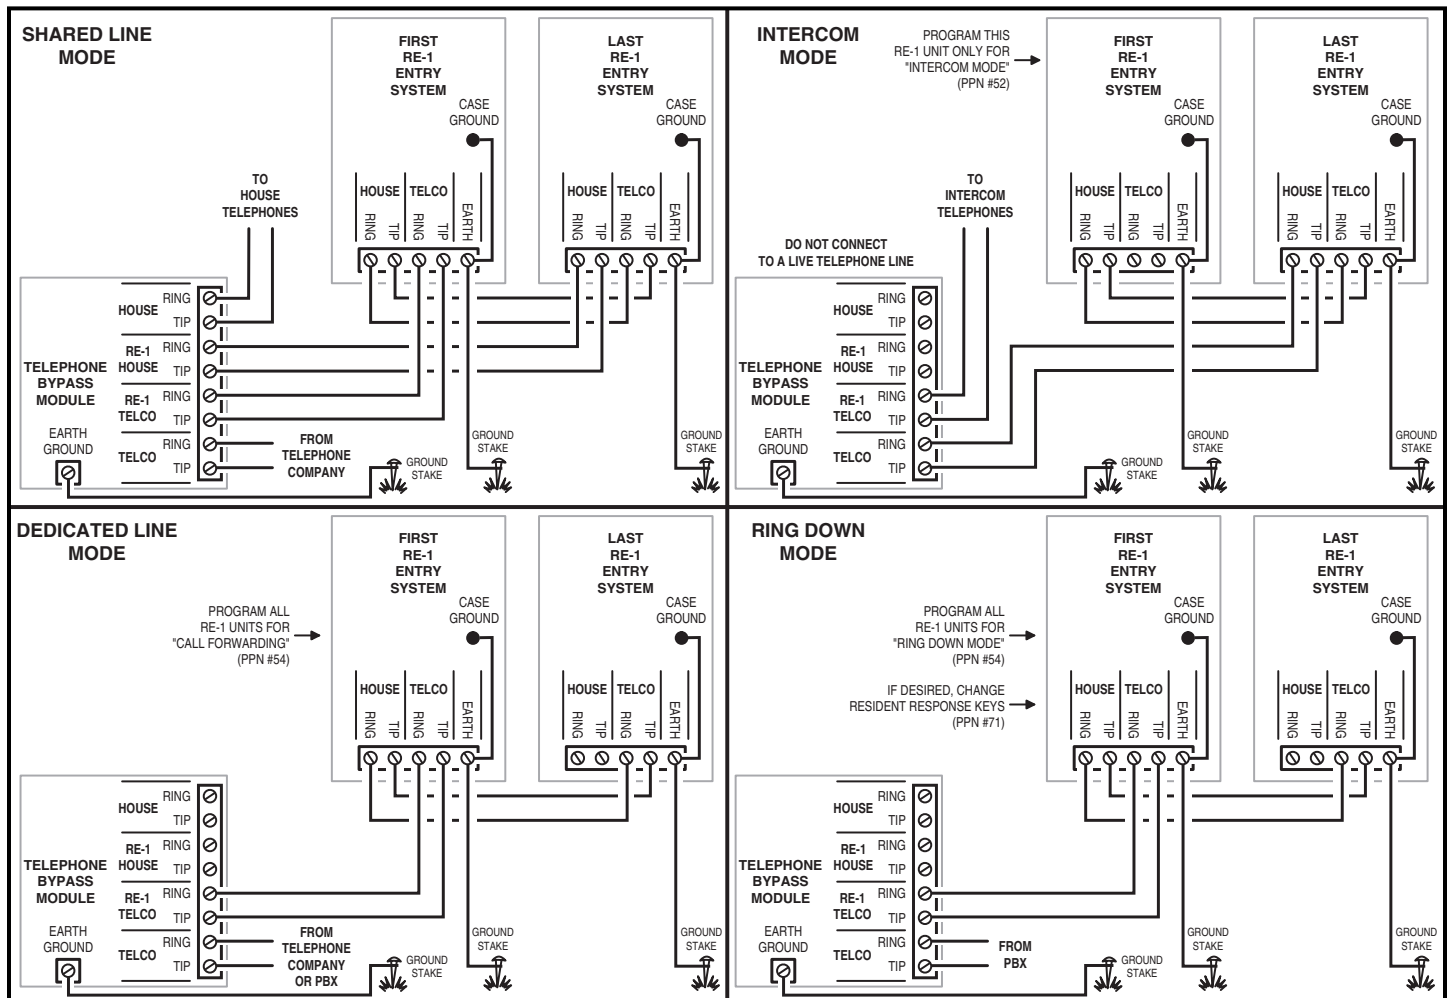 SHARED LINE
MODE
FIRST
RE-1
ENTRY
SYSTEM
CASE
GROUND
LAST
RE-1
ENTRY
SYSTEM
CASE
GROUND
TO
HOUSE
TELEPHONES
HOUSE TELCO
RING TIP RING TIP EARTH
HOUSE TELCO
RING TIP RING TIP EARTH
TELEPHONE
BYPASS
MODULE
HOUSE
RING
TIP
RE-1
HOUSE
RING
TIP
RE-1
TELCO
RING
TIP
TELCO
RING
TIP
EARTH
GROUND
FROM
TELEPHONE
COMPANY
GROUND
STAKE
GROUND
STAKE
GROUND
STAKE
INTERCOM
MODE
PROGRAM THIS
RE-1 UNIT ONLY FOR
"INTERCOM MODE"
(PPN #52)
FIRST
RE-1
ENTRY
SYSTEM
CASE
GROUND
LAST
RE-1
ENTRY
SYSTEM
CASE
GROUND
TO
INTERCOM
TELEPHONES
DO NOT CONNECT
TO A LIVE TELEPHONE LINE
HOUSE TELCO
RING TIP RING TIP EARTH
HOUSE TELCO
RING TIP RING TIP EARTH
TELEPHONE
BYPASS
MODULE
HOUSE
RING
TIP
RE-1
HOUSE
RING
TIP
RE-1
TELCO
RING
TIP
TELCO
RING
TIP
EARTH
GROUND
GROUND
STAKE
GROUND
STAKE
GROUND
STAKE
DEDICATED LINE
MODE
PROGRAM ALL
RE-1 UNITS FOR
"CALL FORWARDING"
(PPN #54)
FIRST
RE-1
ENTRY
SYSTEM
CASE
GROUND
LAST
RE-1
ENTRY
SYSTEM
CASE
GROUND
HOUSE TELCO
RING TIP RING TIP EARTH
HOUSE TELCO
RING TIP RING TIP EARTH
TELEPHONE
BYPASS
MODULE
HOUSE
RING
TIP
RE-1
HOUSE
RING
TIP
RE-1
TELCO
RING
TIP
TELCO
RING
TIP
EARTH
GROUND
FROM
TELEPHONE
COMPANY
OR PBX
GROUND
STAKE
GROUND
STAKE
GROUND
STAKE
RING DOWN
MODE
PROGRAM ALL
RE-1 UNITS FOR
"RING DOWN MODE"
(PPN #54)
IF DESIRED, CHANGE
RESIDENT RESPONSE KEYS
(PPN #71)
FIRST
RE-1
ENTRY
SYSTEM
CASE
GROUND
LAST
RE-1
ENTRY
SYSTEM
CASE
GROUND
HOUSE TELCO
RING TIP RING TIP EARTH
HOUSE TELCO
RING TIP RING TIP EARTH
TELEPHONE
BYPASS
MODULE
HOUSE
RING
TIP
RE-1
HOUSE
RING
TIP
RE-1
TELCO
RING
TIP
TELCO
RING
TIP
EARTH
GROUND
FROM
PBX
GROUND
STAKE
GROUND
STAKE
GROUND
STAKE